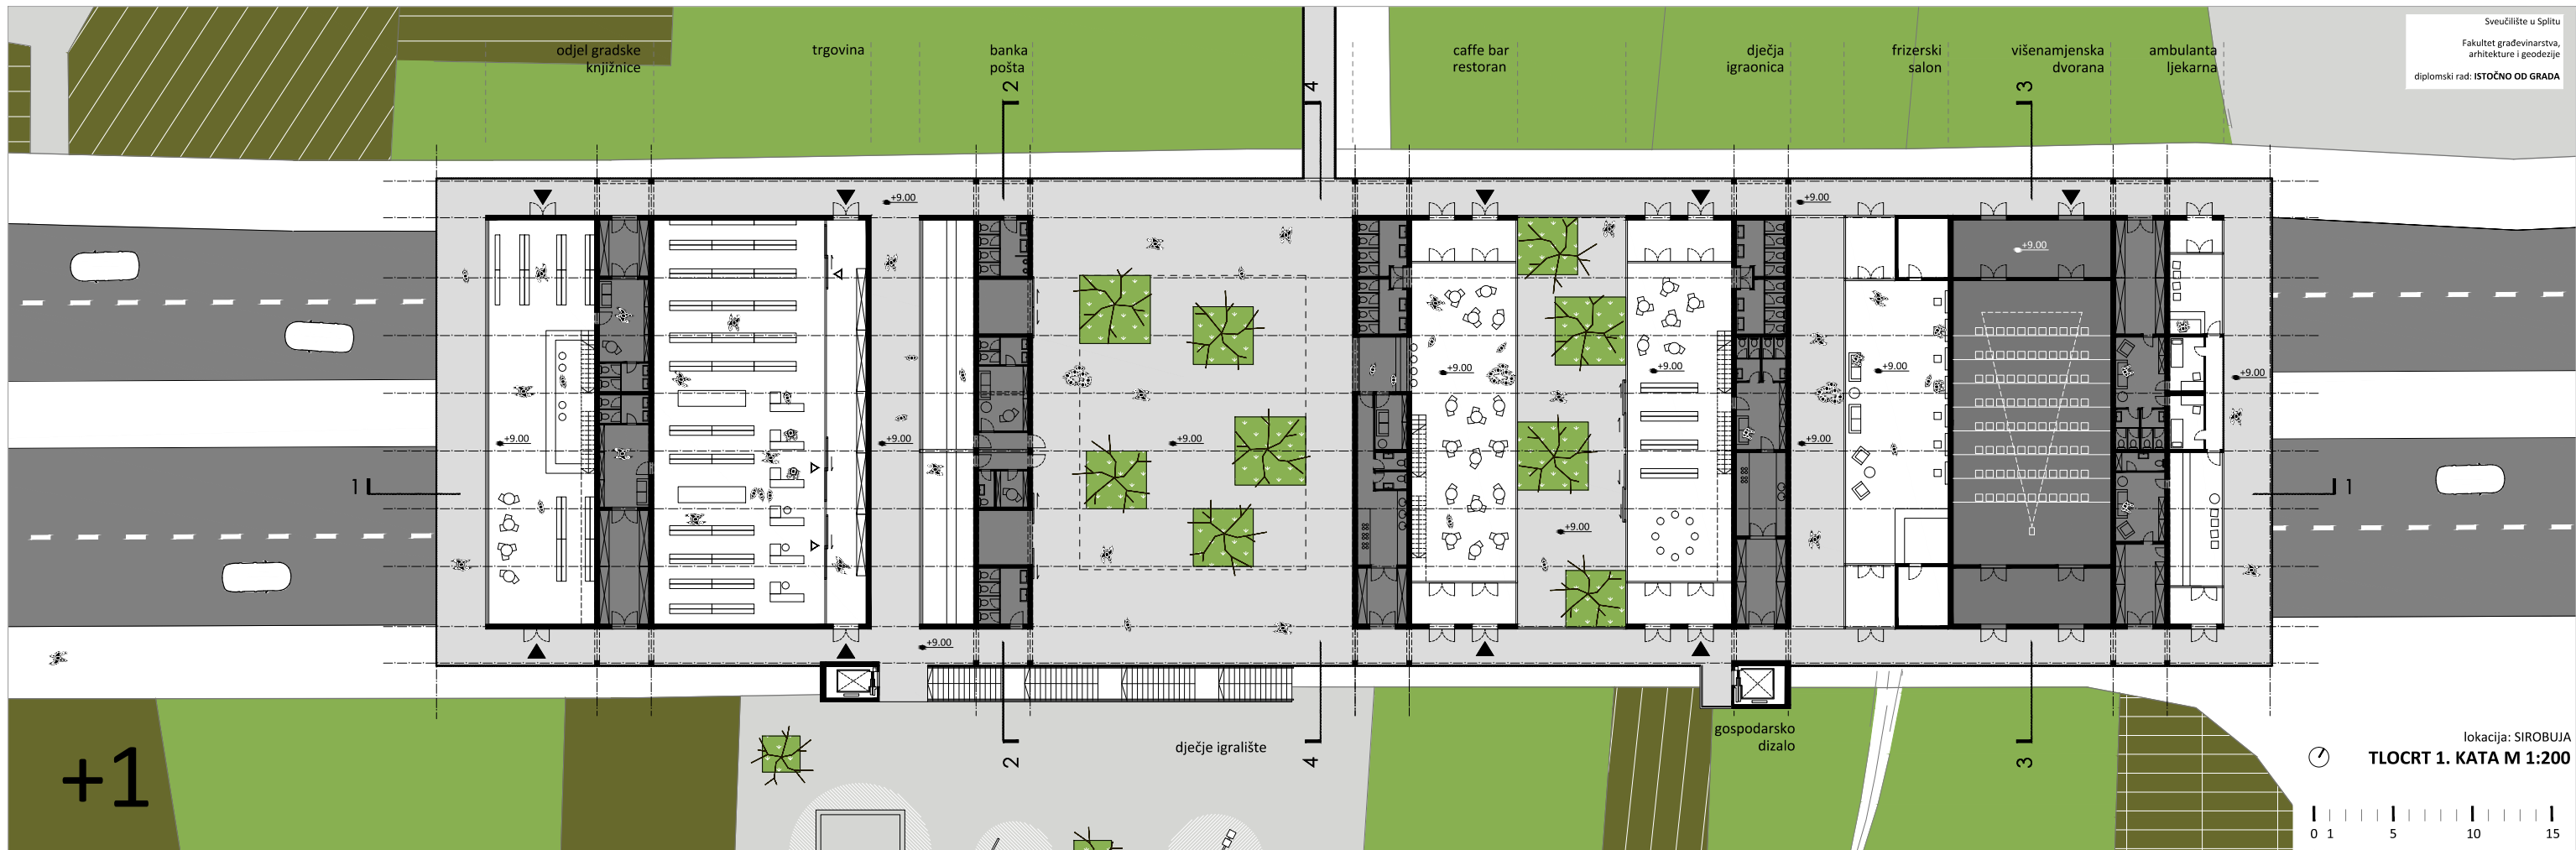 Sveučilište u Splitu
Fakultet građevinarstva,
arhitekture i geodezije
diplomski rad: ISTOČNO OD GRADA
odjel gradske
knjižnice
trgovina
banka
pošta
caffe bar
restoran
dječja
igraonica
frizerski
salon
višenamjenska
dvorana
ambulanta
ljekarna
2
4
3
+9.00
+9.00
+9.00
+9.00
+9.00
+9.00
+9.00
+9.00
+9.00
+9.00
+9.00
+9.00
+9.00
+9.00
1
1
2
4
3
dječje igralište
gospodarsko
dizalo
+1
lokacija: SIROBUJA
TLOCRT 1. KATA M 1:200
0 1 5 10 15